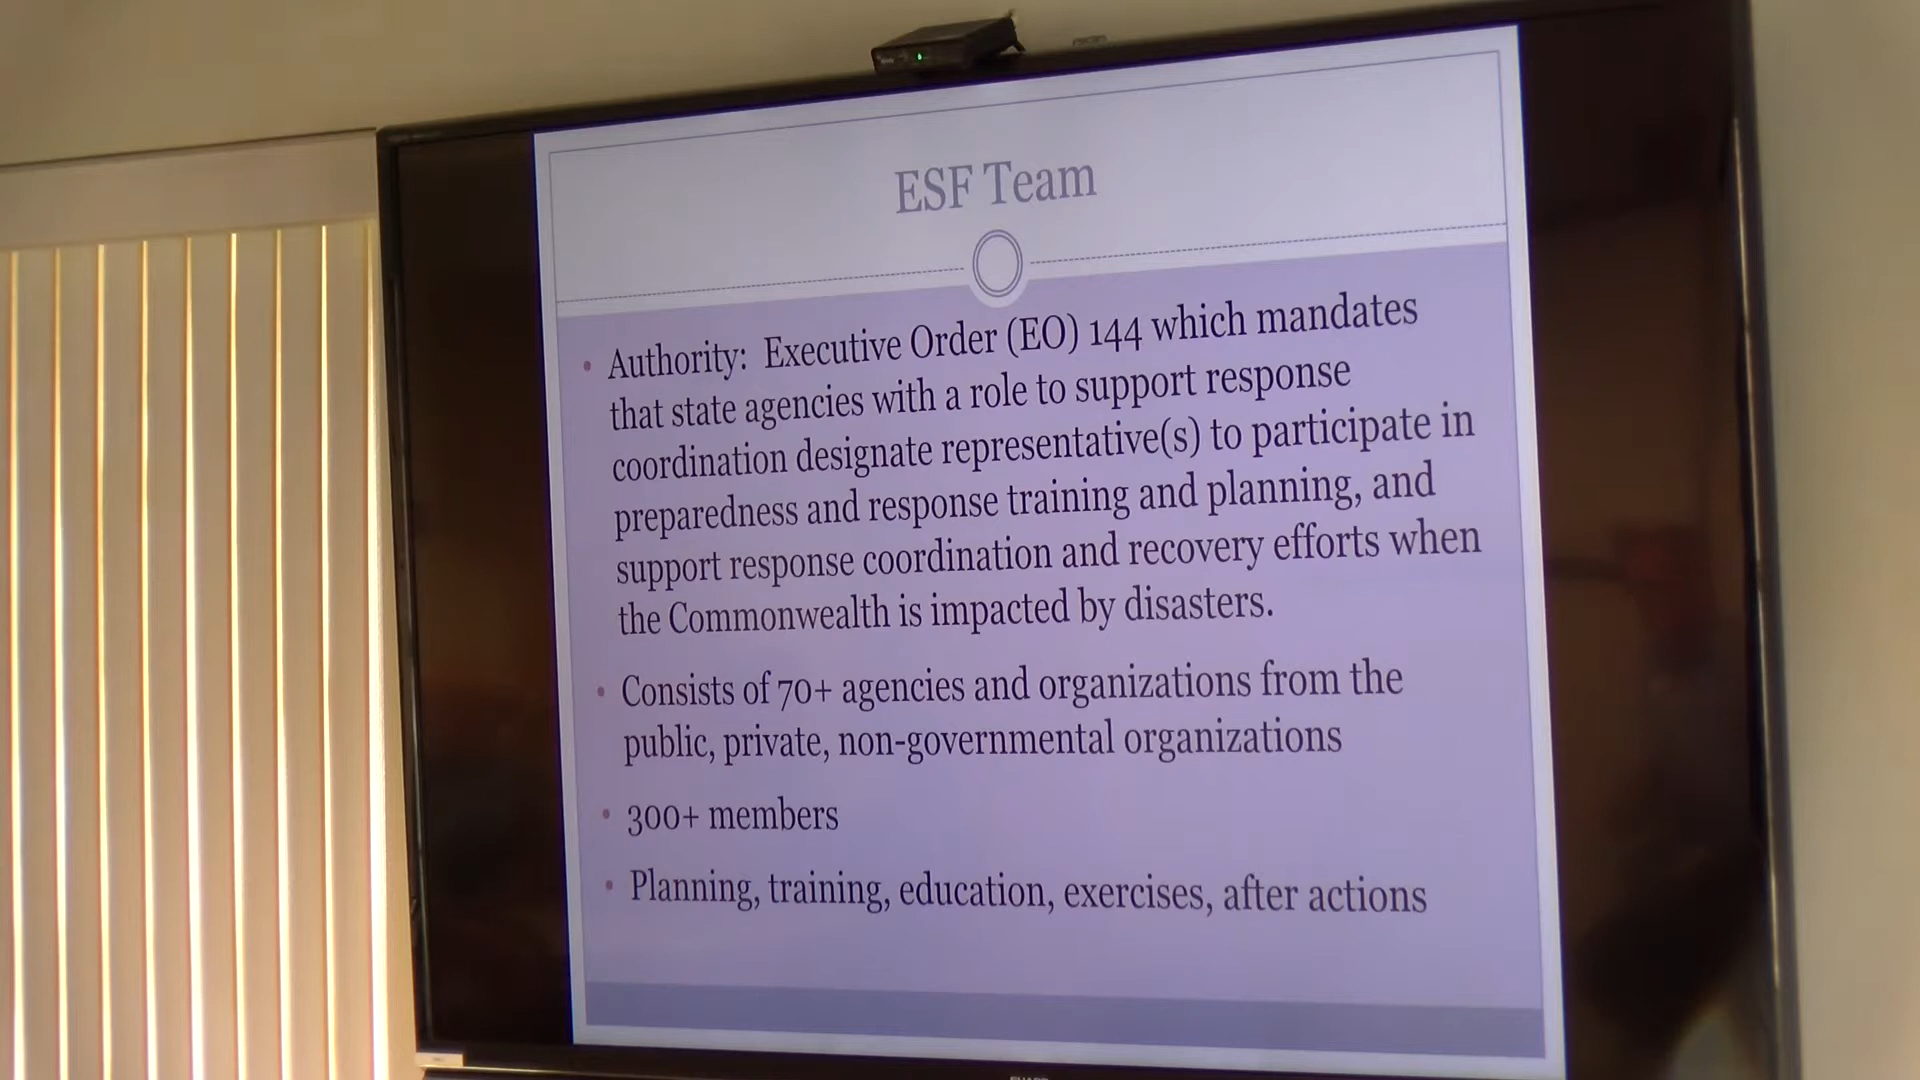 ESF Team
• Authority: Executive Order (EO) 144 which mandates
that state agencies with a role to support response
coordination designate representative(s) to participate in
preparedness and response training and planning, and
support response coordination and recovery efforts when
the Commonwealth is impacted by disasters.
• Consists of 70+ agencies and organizations from the
public, private, non-governmental organizations
• 300+ members
• Planning, training, education, exercises, after actions